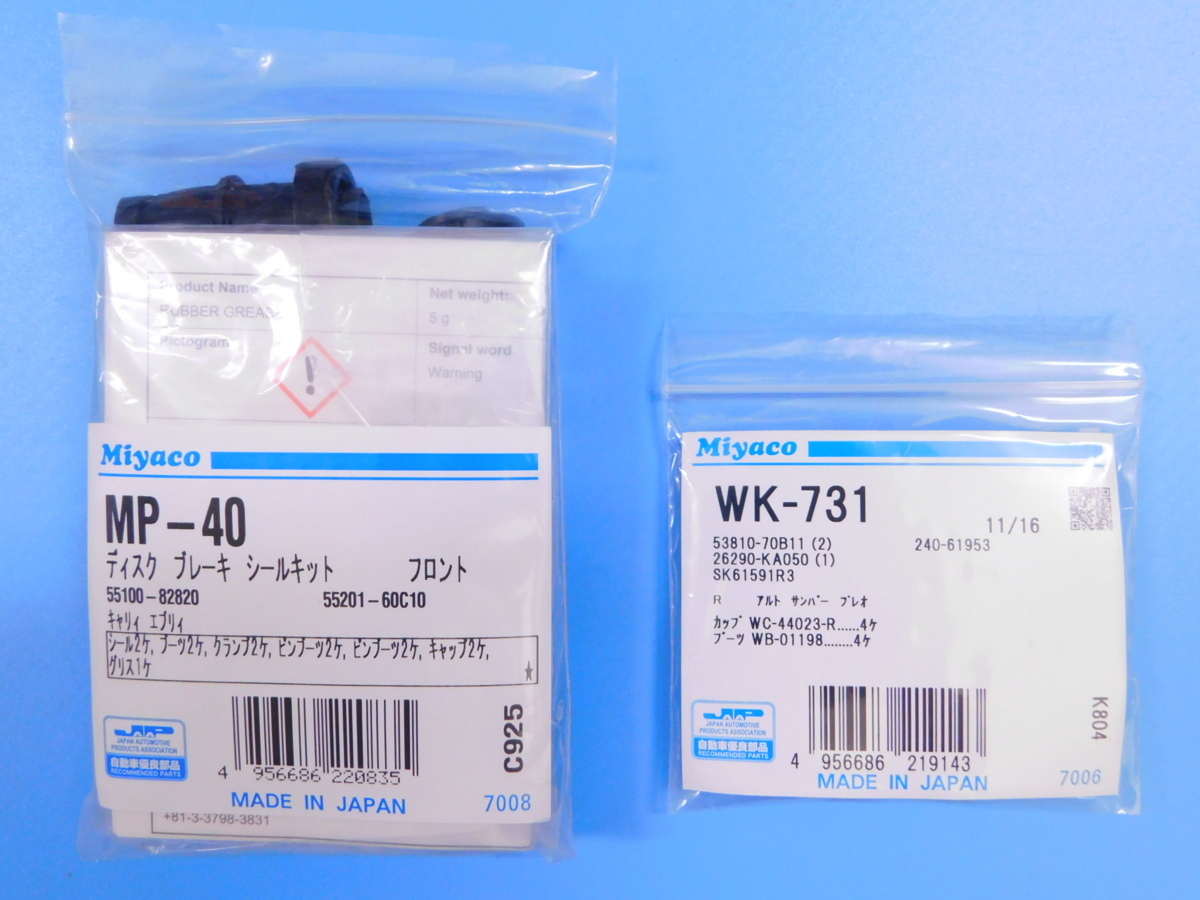 Product Name
RUBBER GREASE
Net weight:
5 g
Pictogram
Signal word
Warning
Miyaco
MP-40
ディスク ブレーキ シールキット フロント
55100-82820 55201-60C10
キャリィ エブリィ
シール2ケ, ブーツ2ケ, クランプ2ケ, ピンブーツ2ケ, ピンブーツ2ケ, キャップ2ケ,
グリス1ケ ★
JAP
JAPAN AUTOMOTIVE
PRODUCTS ASSOCIATION
自動車優良部品
RECOMMENDED PARTS
4 956686 220835
C925
MADE IN JAPAN 7008
+81-3-3798-3831
Miyaco
WK-731
11/16
53810-70B11 (2) 240-61953
26290-KA050 (1)
SK61591R3
R アルト サンバー プレオ
カップ WC-44023-R......4ケ
ブーツ WB-01198........4ケ
JAP
JAPAN AUTOMOTIVE
PRODUCTS ASSOCIATION
自動車優良部品
RECOMMENDED PARTS
4 956686 219143
K804
MADE IN JAPAN 7006